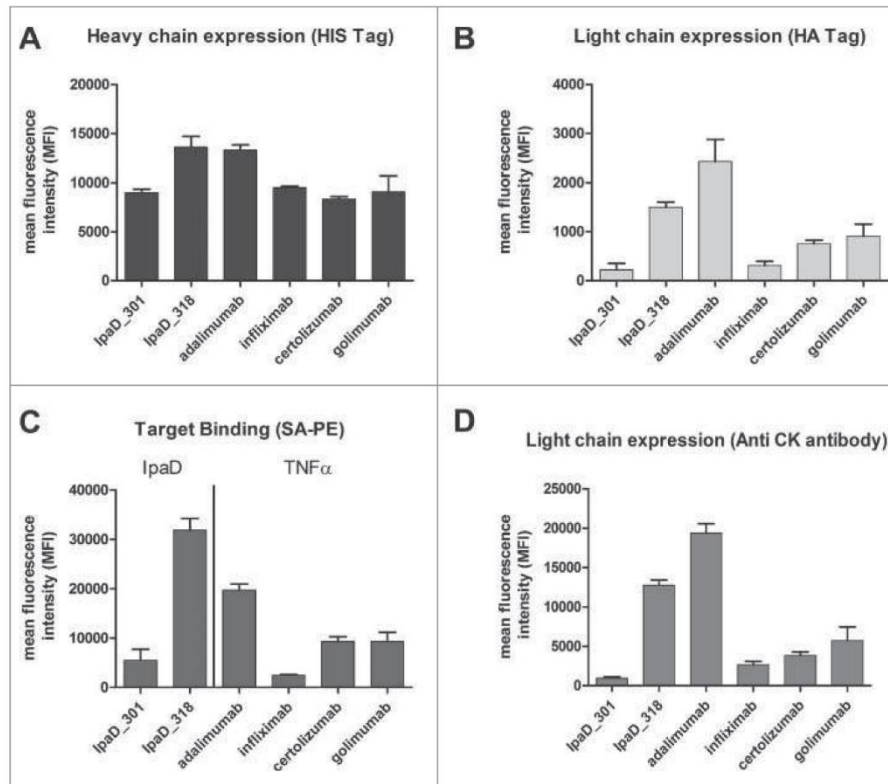 A
Heavy chain expression (HIS Tag)
mean fluorescence
intensity (MFI)
20000
15000
10000
5000
0
IpaD_301
IpaD_318
adalimumab
infliximab
certolizumab
golimumab
B
Light chain expression (HA Tag)
mean fluorescence
intensity (MFI)
4000
3000
2000
1000
0
IpaD_301
IpaD_318
adalimumab
infliximab
certolizumab
golimumab
C
Target Binding (SA-PE)
IpaD
TNFα
mean fluorescence
intensity (MFI)
40000
30000
20000
10000
0
IpaD_301
IpaD_318
adalimumab
infliximab
certolizumab
golimumab
D
Light chain expression (Anti CK antibody)
mean fluorescence
intensity (MFI)
25000
20000
15000
10000
5000
0
IpaD_301
IpaD_318
adalimumab
infliximab
certolizumab
golimumab